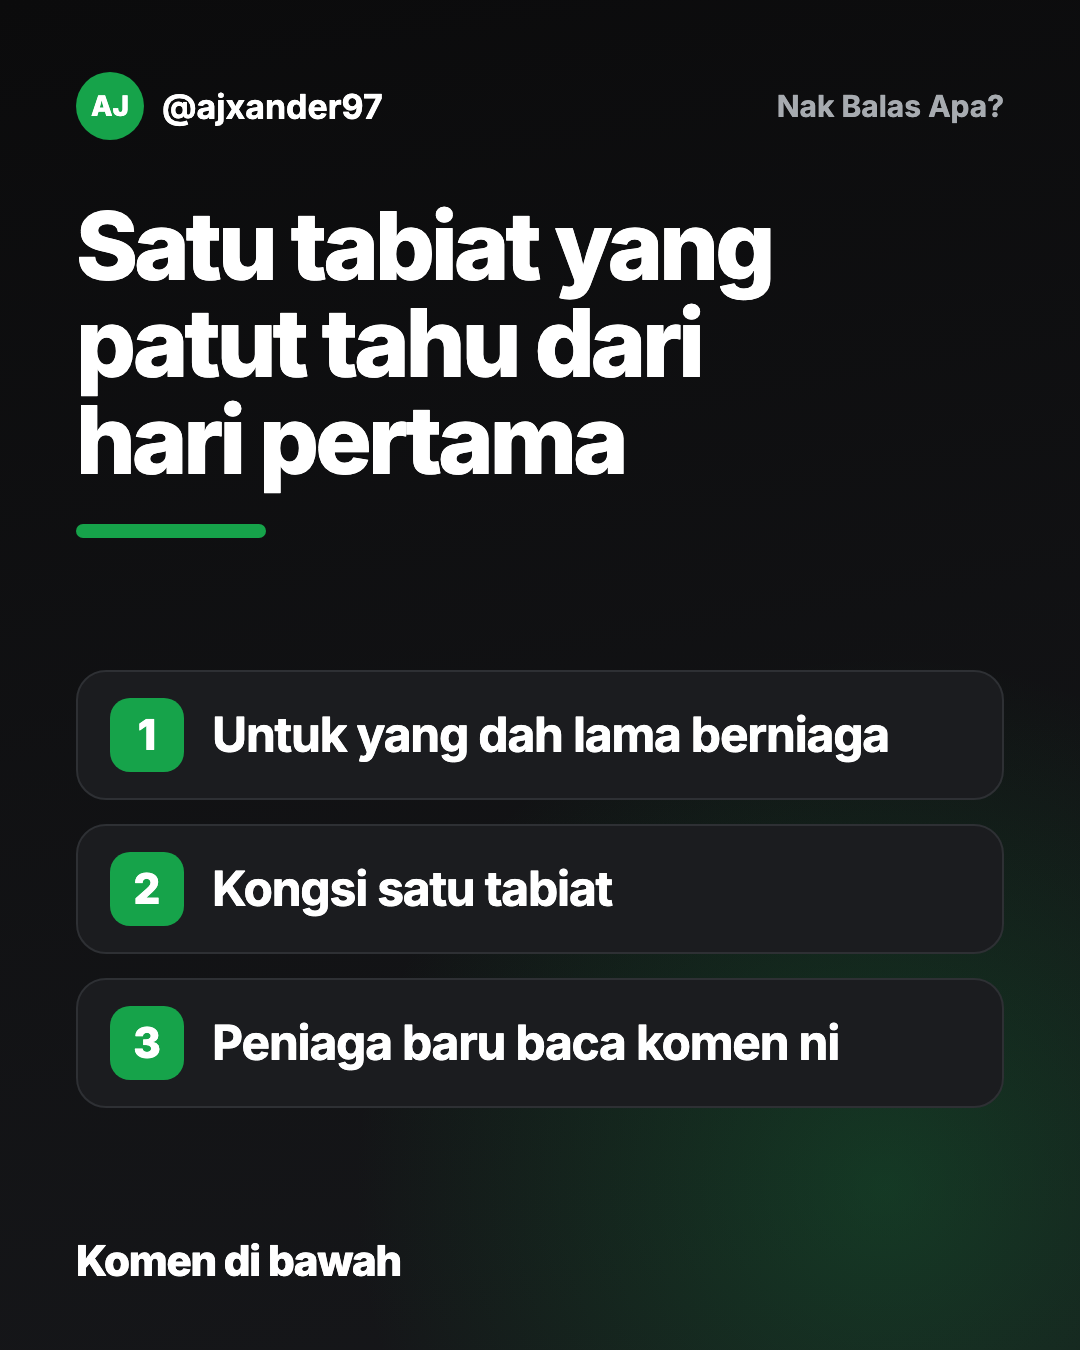 AJ @ajxander97
Nak Balas Apa?
Satu tabiat yang
patut tahu dari
hari pertama
1 Untuk yang dah lama berniaga
2 Kongsi satu tabiat
3 Peniaga baru baca komen ni
Komen di bawah